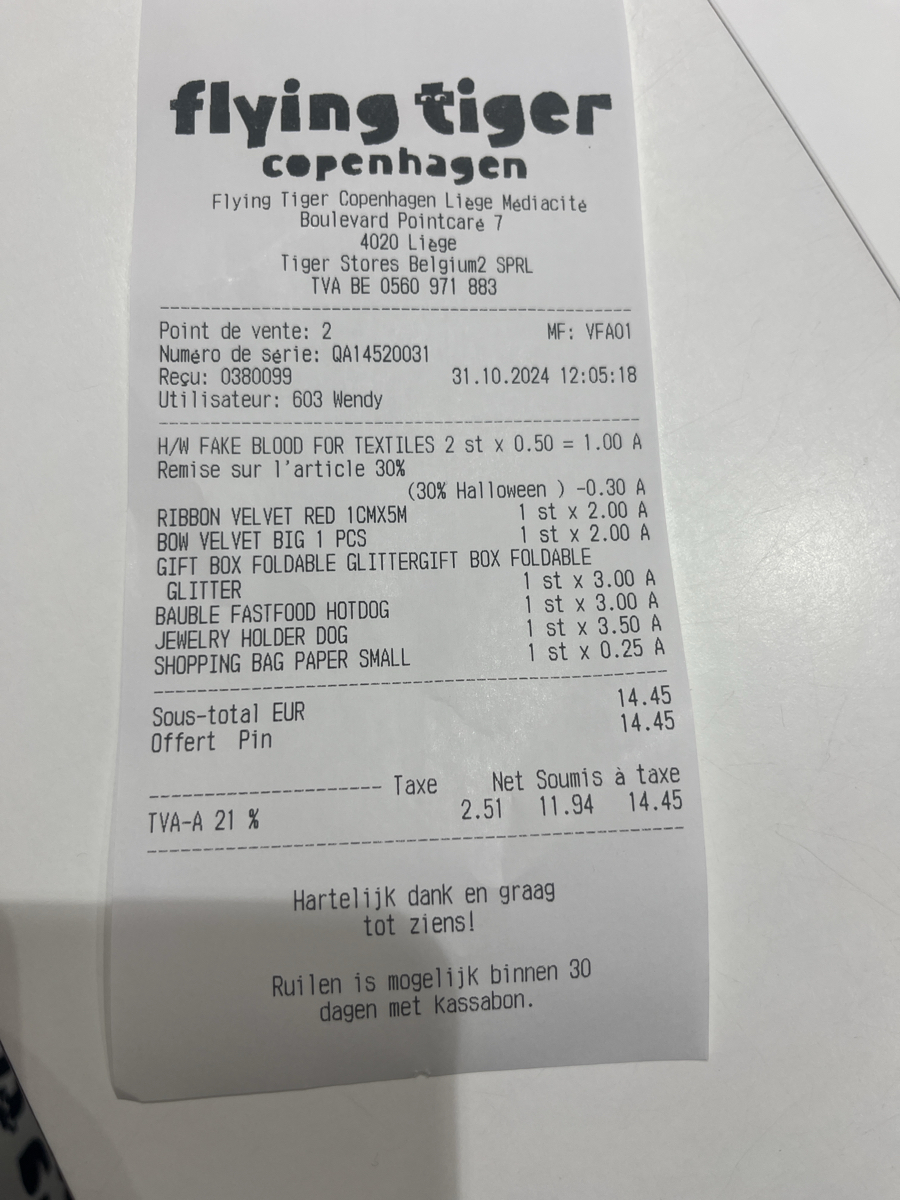 flying tiger
copenhagen
Flying Tiger Copenhagen Liège Médiacité
Boulevard Pointcaré 7
4020 Liège
Tiger Stores Belgium2 SPRL
TVA BE 0560 971 883
Point de vente: 2 MF: VFA01
Numéro de série: QA14520031
Reçu: 0380099 31.10.2024 12:05:18
Utilisateur: 603 Wendy
H/W FAKE BLOOD FOR TEXTILES 2 st x 0.50 = 1.00 A
Remise sur l'article 30%
(30% Halloween ) -0.30 A
RIBBON VELVET RED 1CMX5M 1 st x 2.00 A
BOW VELVET BIG 1 PCS 1 st x 2.00 A
GIFT BOX FOLDABLE GLITTERGIFT BOX FOLDABLE
GLITTER 1 st x 3.00 A
BAUBLE FASTFOOD HOTDOG 1 st x 3.00 A
JEWELRY HOLDER DOG 1 st x 3.50 A
SHOPPING BAG PAPER SMALL 1 st x 0.25 A
Sous-total EUR 14.45
Offert Pin 14.45
Taxe Net Soumis à taxe
TVA-A 21 % 2.51 11.94 14.45
Hartelijk dank en graag
tot ziens!
Ruilen is mogelijk binnen 30
dagen met kassabon.